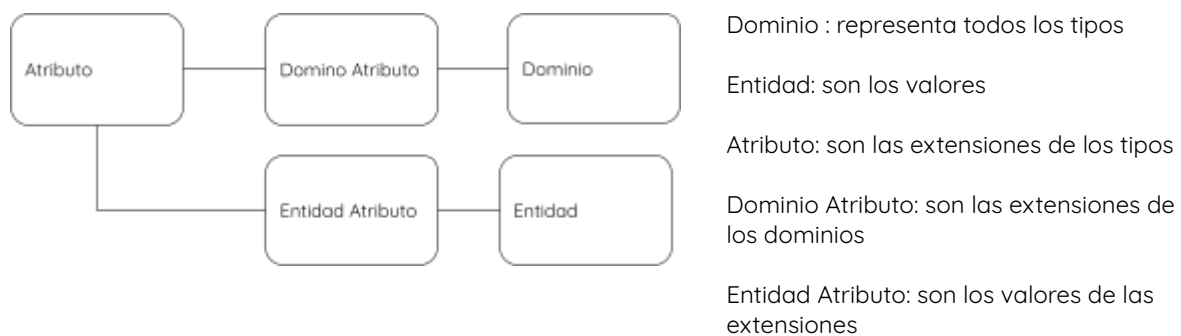 Atributo
Domino Atributo
Dominio
Entidad Atributo
Entidad
Dominio : representa todos los tipos
Entidad: son los valores
Atributo: son las extensiones de los tipos
Dominio Atributo: son las extensiones de
los dominios
Entidad Atributo: son los valores de las
extensiones